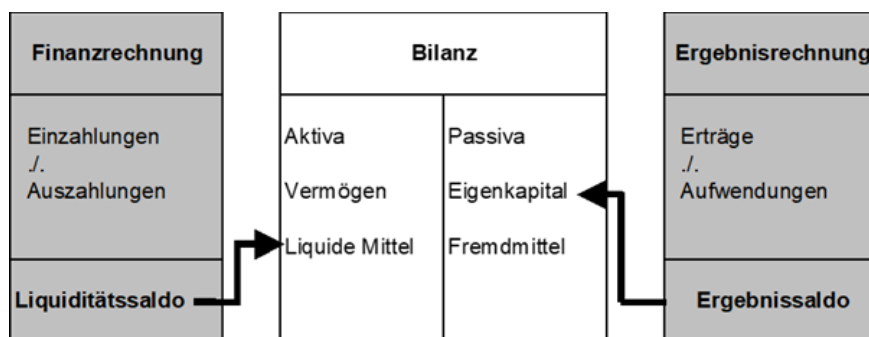 Finanzrechnung
Einzahlungen
./.
Auszahlungen
Liquiditätssaldo
Bilanz
Aktiva
Vermögen
Liquide Mittel
Passiva
Eigenkapital
Fremdmittel
Ergebnisrechnung
Erträge
./.
Aufwendungen
Ergebnissaldo